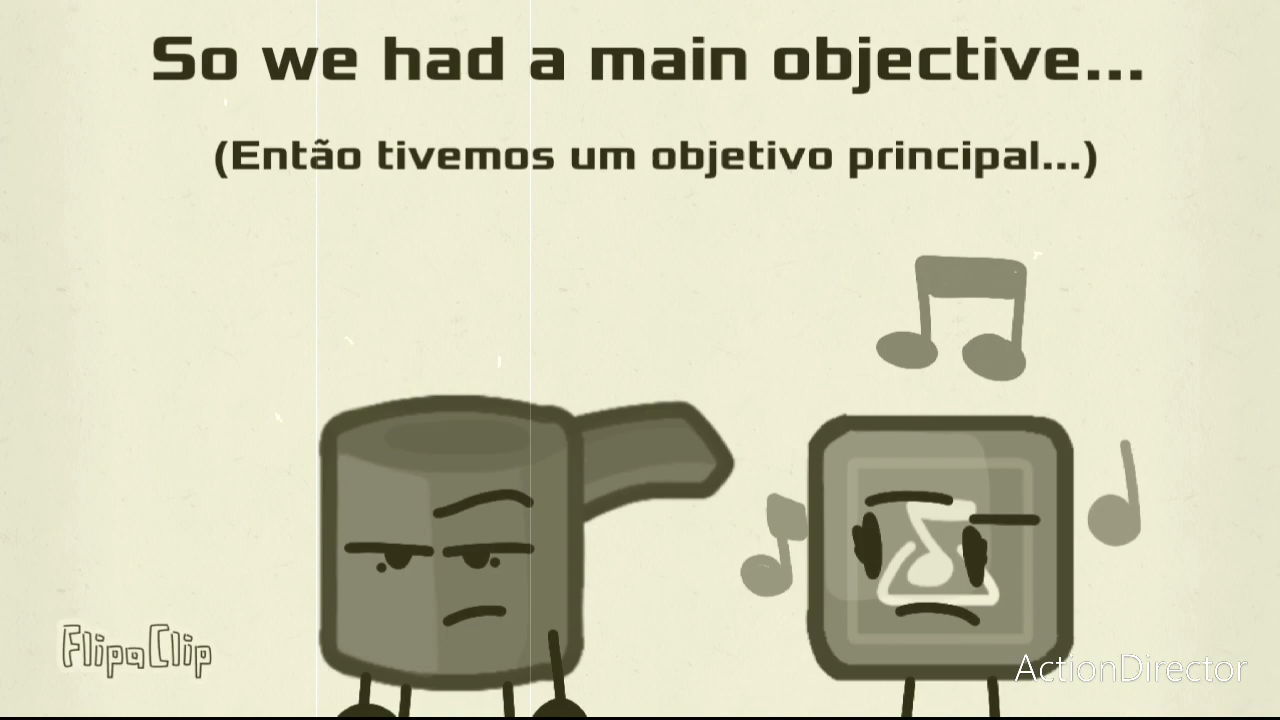 So we had a main objective...
(Então tivemos um objetivo principal...)
FlipaClip
ActionDirector